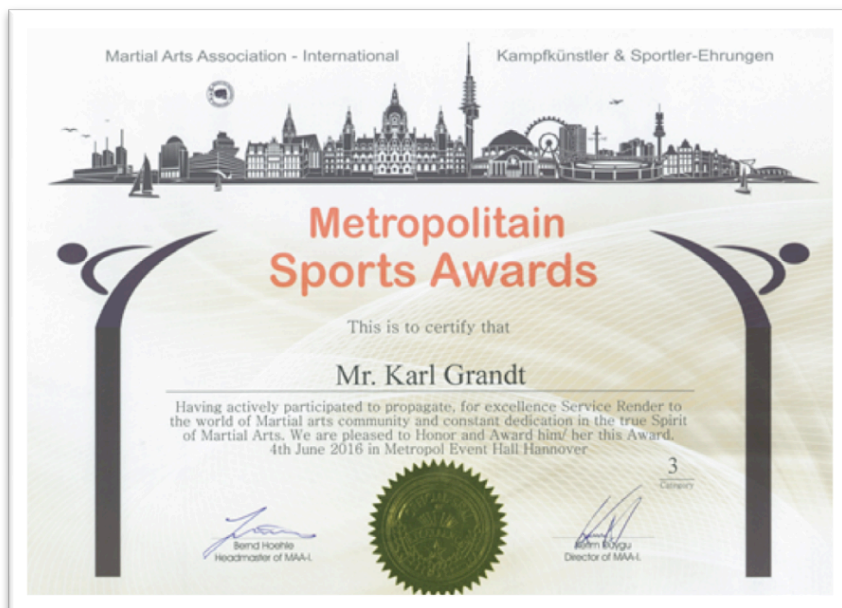 Martial Arts Association - International
Kampfkünstler & Sportler-Ehrungen
Metropolitain
Sports Awards
This is to certify that
Mr. Karl Grandt
Having actively participated to propagate, for excellence Service Render to
the world of Martial arts community and constant dedication in the true Spirit
of Martial Arts. We are pleased to Honor and Award him/ her this Award.
4th June 2016 in Metropol Event Hall Hannover
3
Category
Bernd Hoehle
Headmaster of MAA-I.
Director of MAA-I.